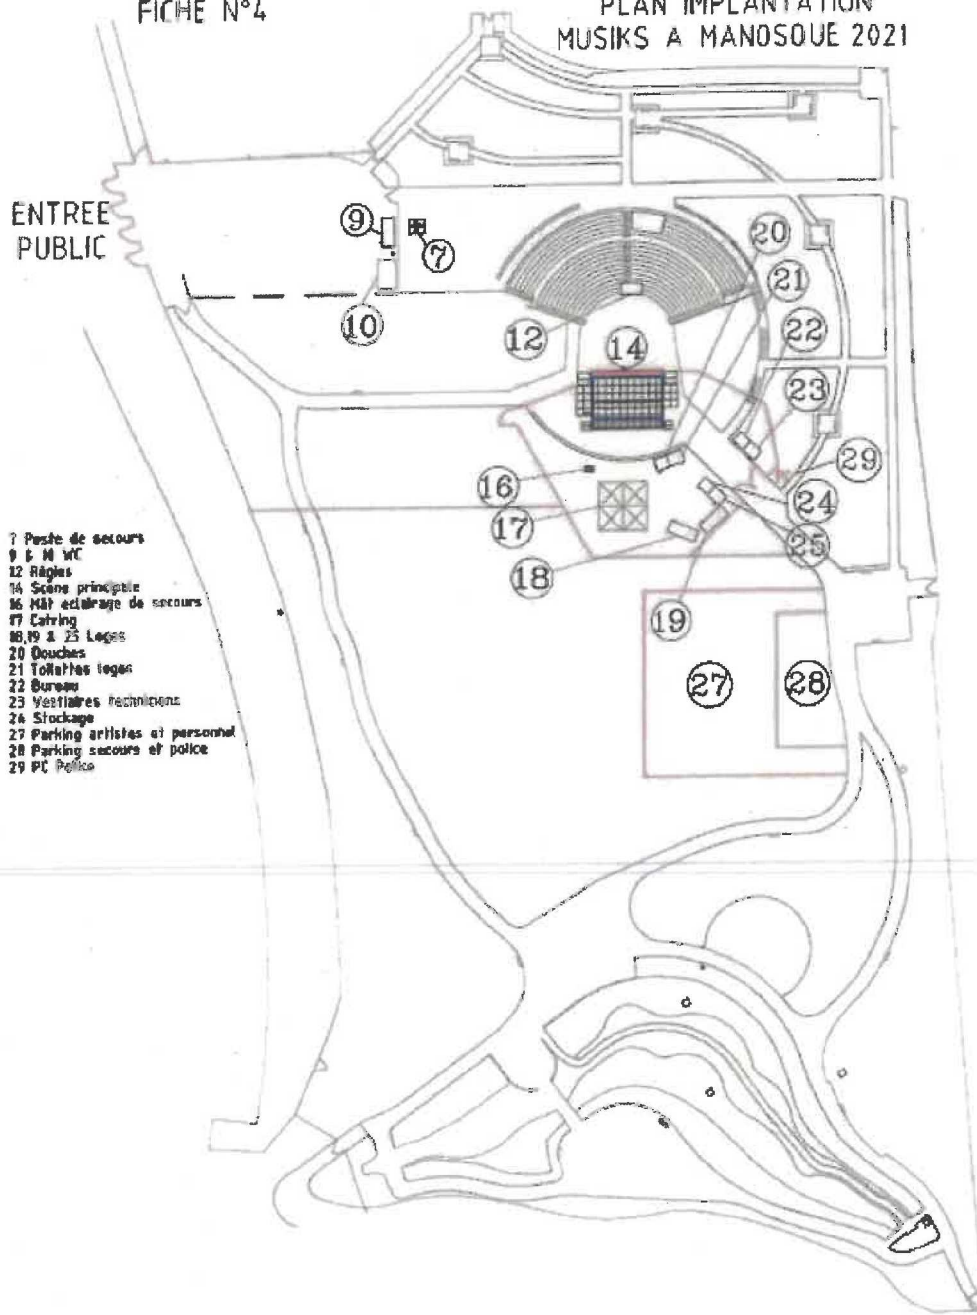 FICHE N°4
PLAN IMPLANTATION
MUSIKS A MANOSQUE 2021
ENTREE
PUBLIC
9
7
10
20
21
22
12
14
23
29
16
24
17
25
18
19
27
28
7 Poste de secours
9 & 10 WC
12 Régies
14 Scène principale
16 Mât eclairage de secours
17 Catring
18,19 & 25 Loges
20 Douches
21 Toilettes loges
22 Bureau
23 Vestiaires techniciens
24 Stockage
27 Parking artistes et personnel
28 Parking secours et police
29 PC Police